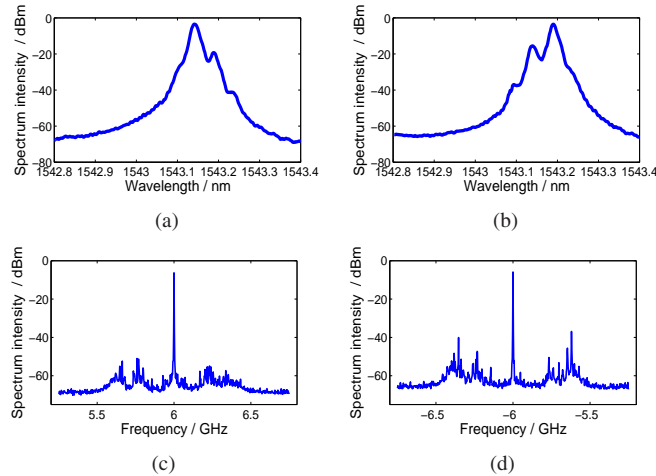 0
−20
−40
−60
−80
Spectrum intensity / dBm
1542.8 1542.9 1543 1543.1 1543.2 1543.3 1543.4
Wavelength / nm
(a)
0
−20
−40
−60
−80
Spectrum intensity / dBm
1542.8 1542.9 1543 1543.1 1543.2 1543.3 1543.4
Wavelength / nm
(b)
0
−20
−40
−60
Spectrum intensity / dBm
5.5 6 6.5
Frequency / GHz
(c)
0
−20
−40
−60
Spectrum intensity / dBm
−6.5 −6 −5.5
Frequency / GHz
(d)